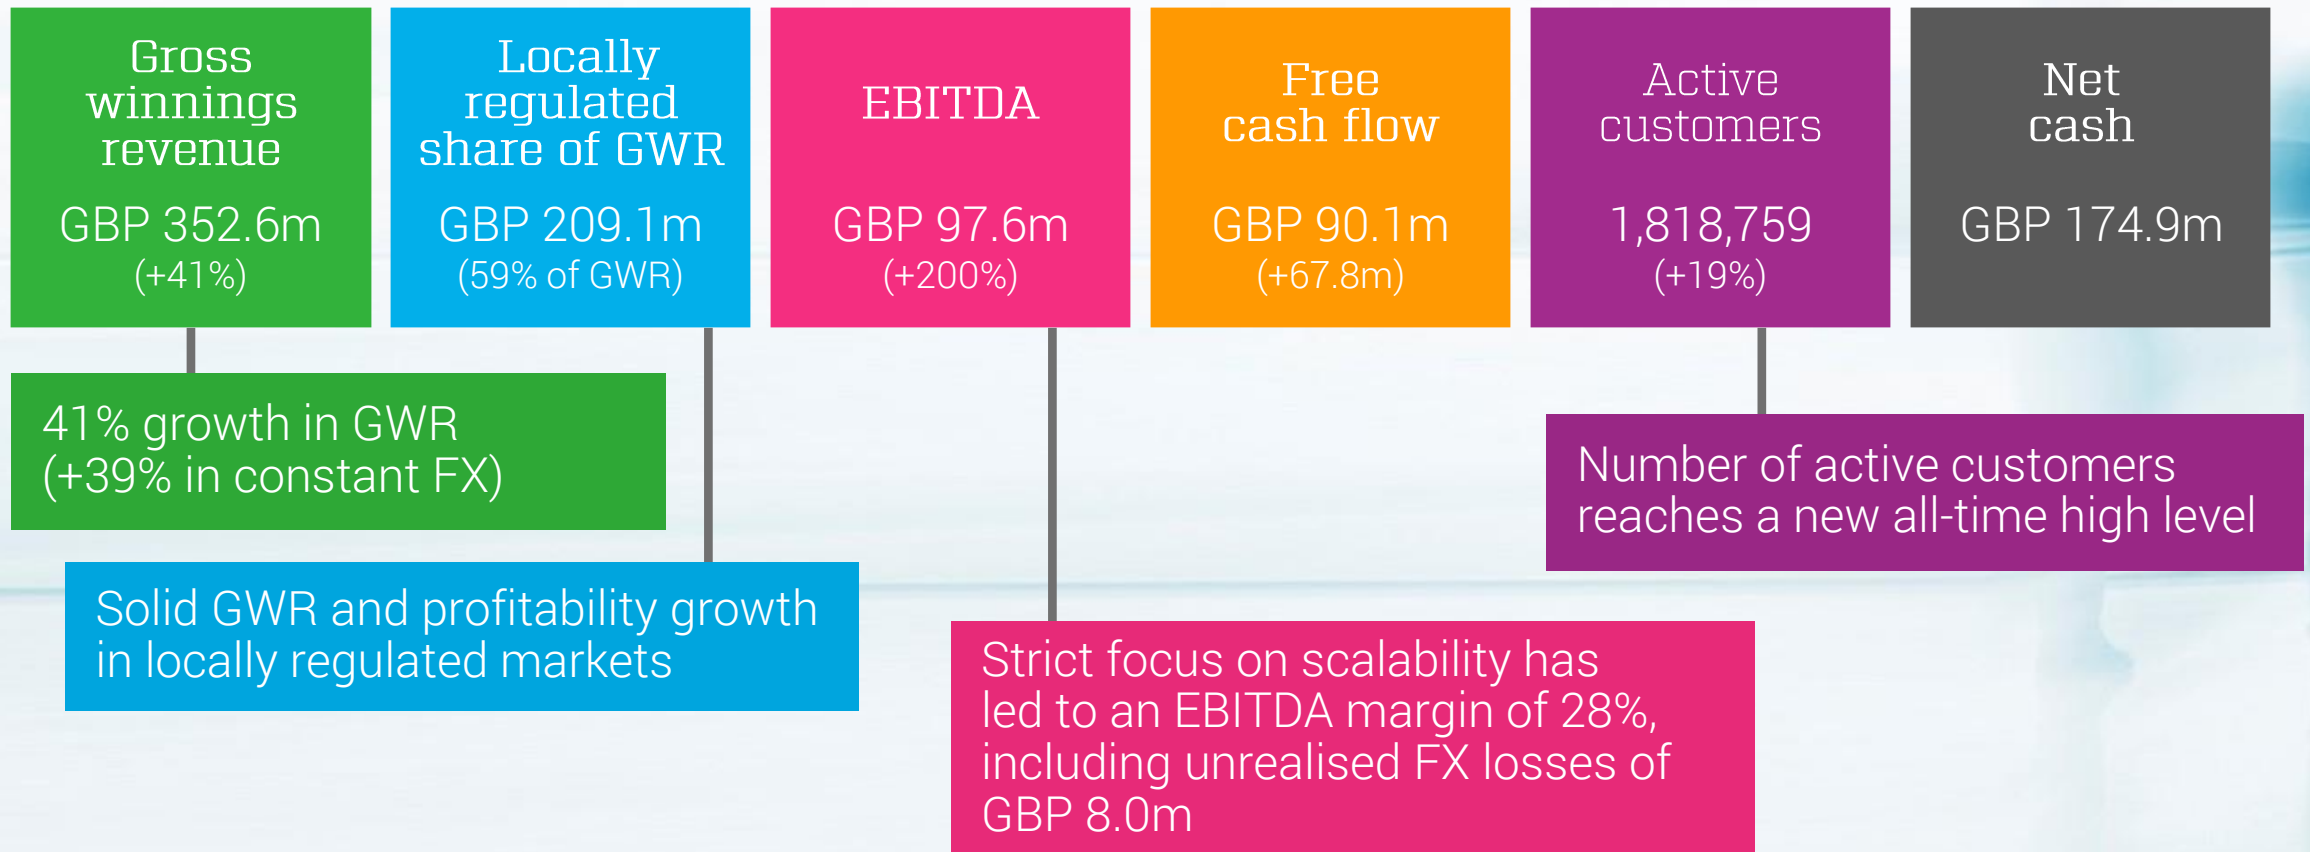 Gross
winnings
revenue
GBP 352.6m
(+41%)
Locally
regulated
share of GWR
GBP 209.1m
(59% of GWR)
EBITDA
GBP 97.6m
(+200%)
Free
cash flow
GBP 90.1m
(+67.8m)
Active
customers
1,818,759
(+19%)
Net
cash
GBP 174.9m
41% growth in GWR
(+39% in constant FX)
Number of active customers
reaches a new all-time high level
Solid GWR and profitability growth
in locally regulated markets
Strict focus on scalability has
led to an EBITDA margin of 28%,
including unrealised FX losses of
GBP 8.0m